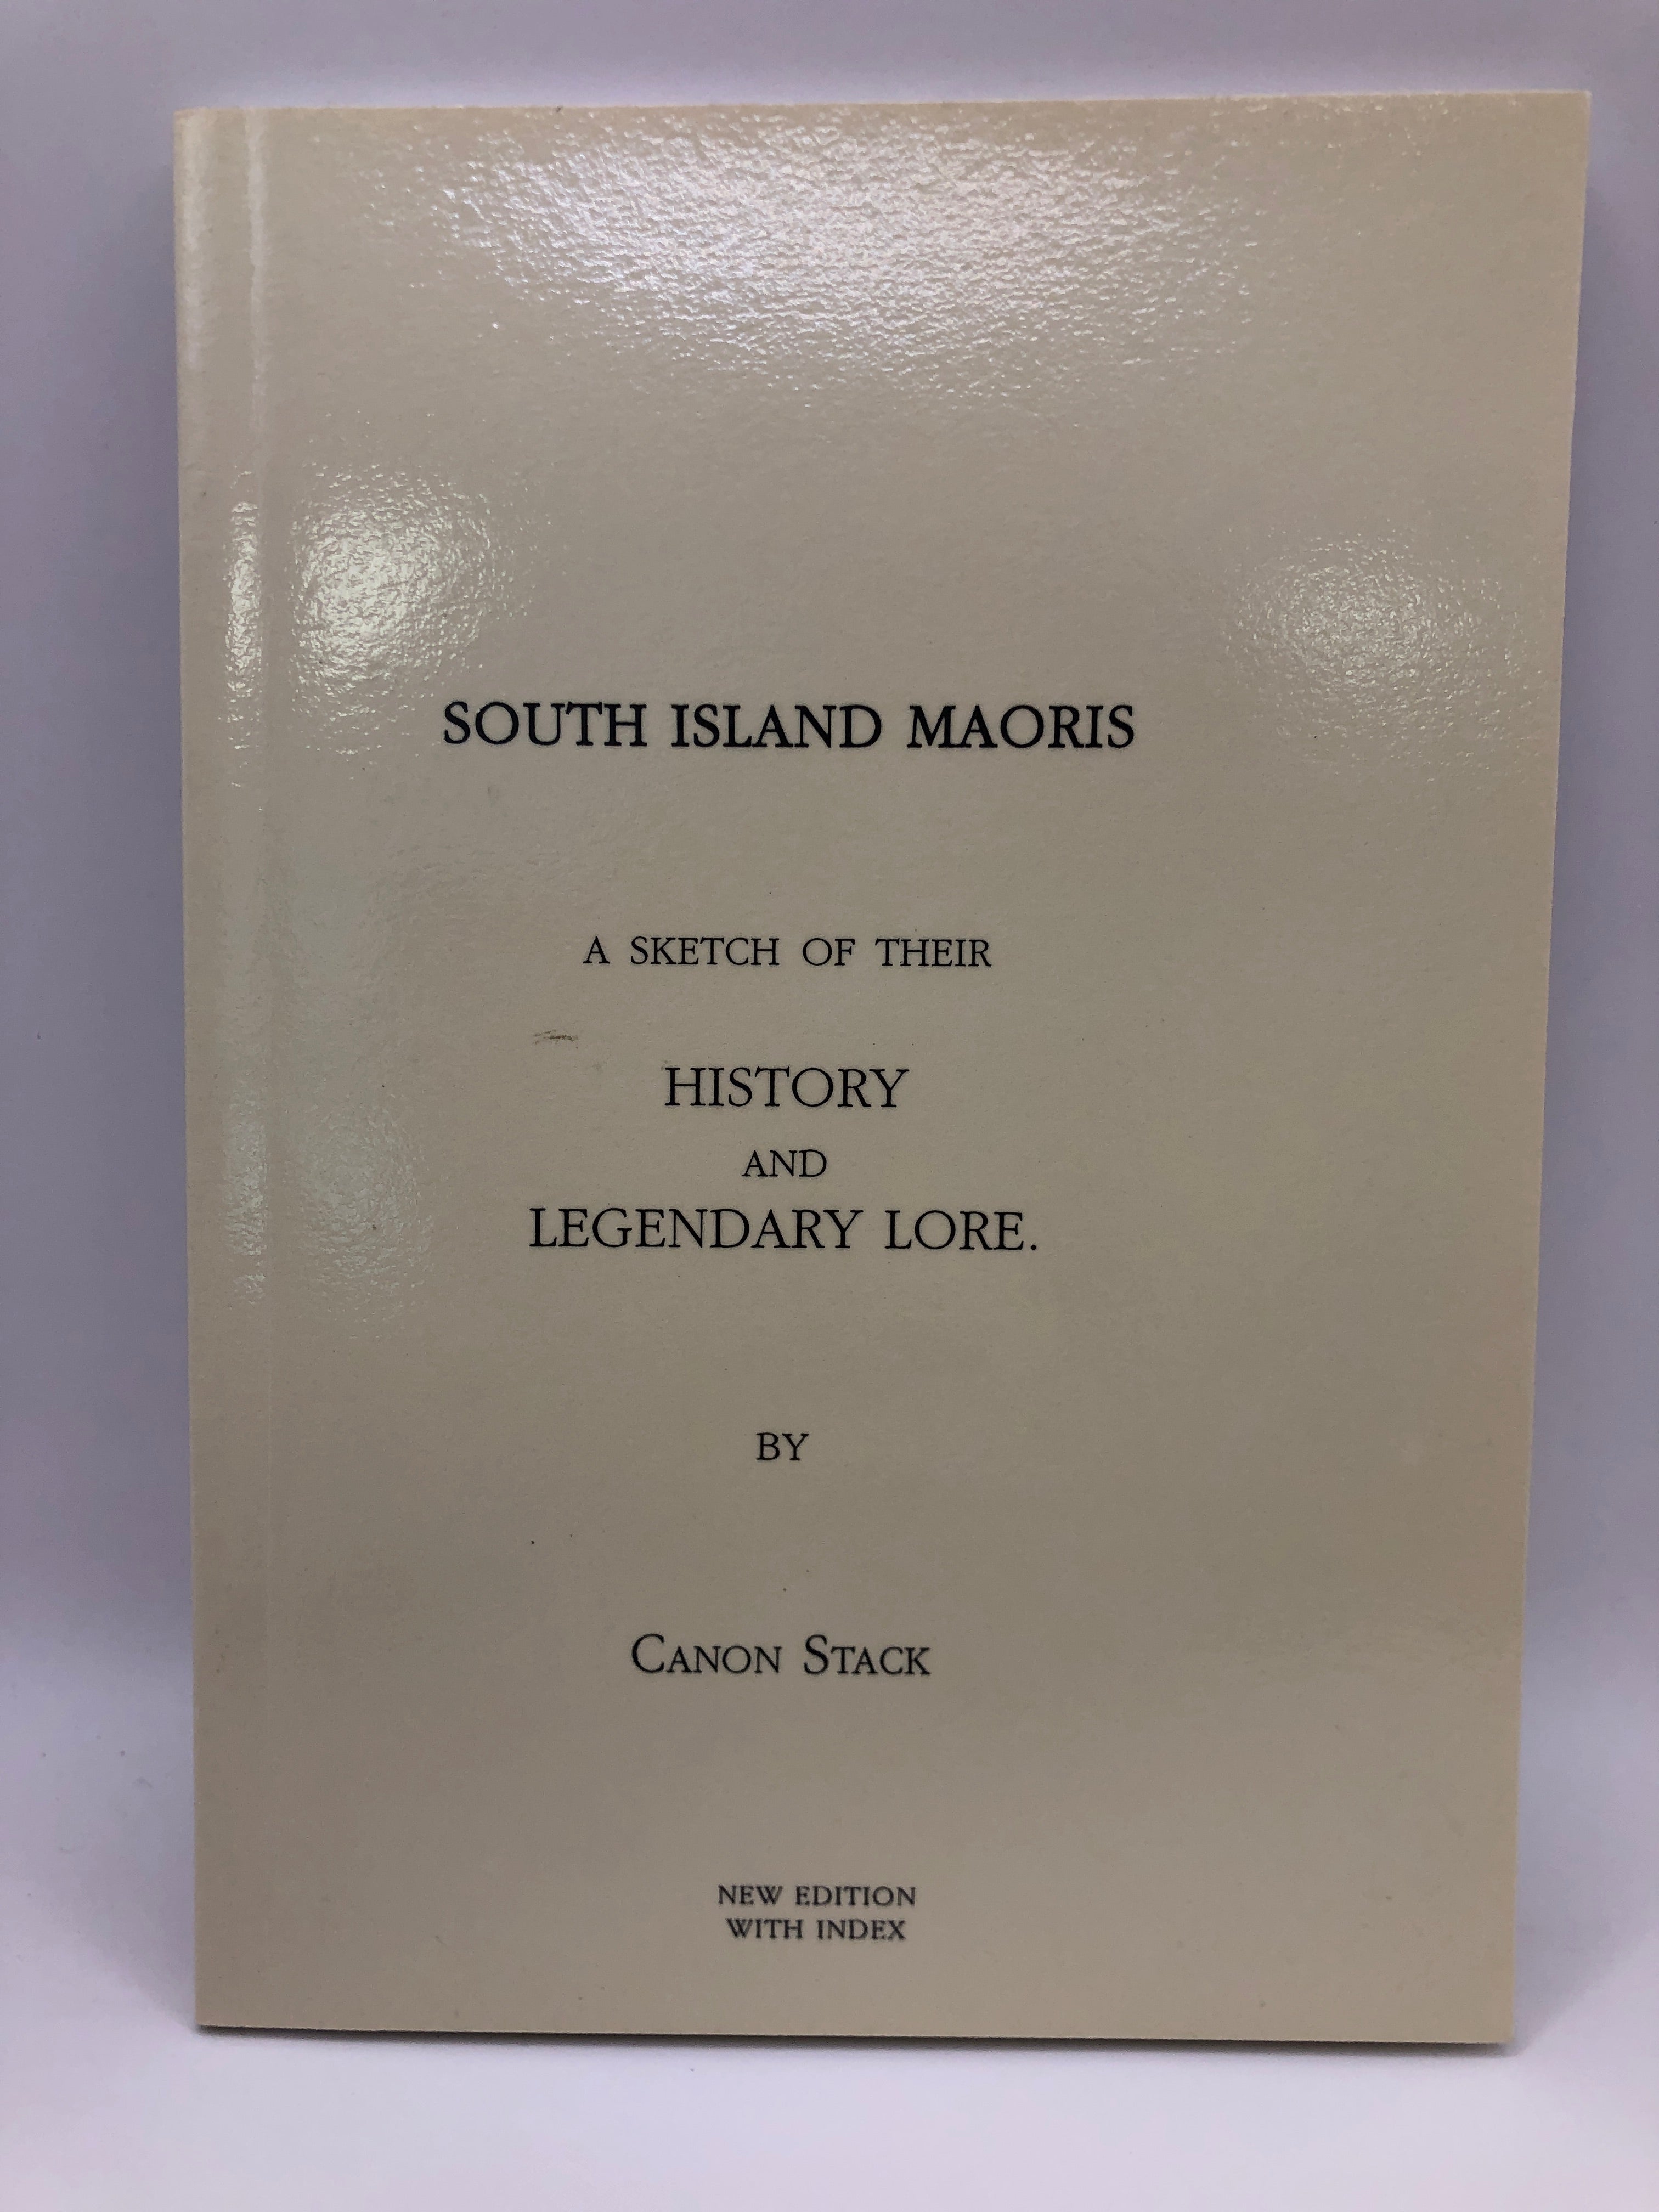 SOUTH ISLAND MAORIS
A SKETCH OF THEIR
HISTORY
AND
LEGENDARY LORE.
BY
CANON STACK
NEW EDITION
WITH INDEX